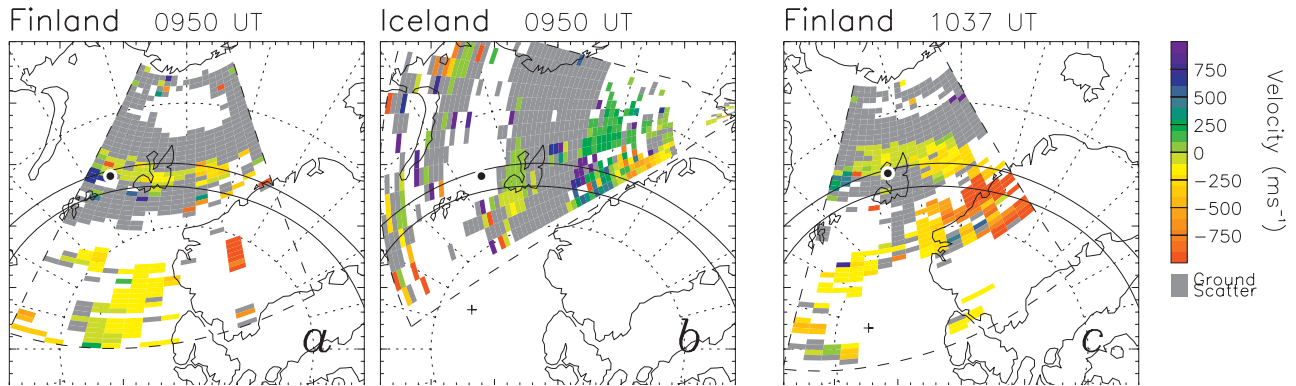 Finland 0950 UT
Iceland 0950 UT
Finland 1037 UT
a
b
c
750
500
250
0
−250
−500
−750
Velocity (ms⁻¹)
Ground
Scatter